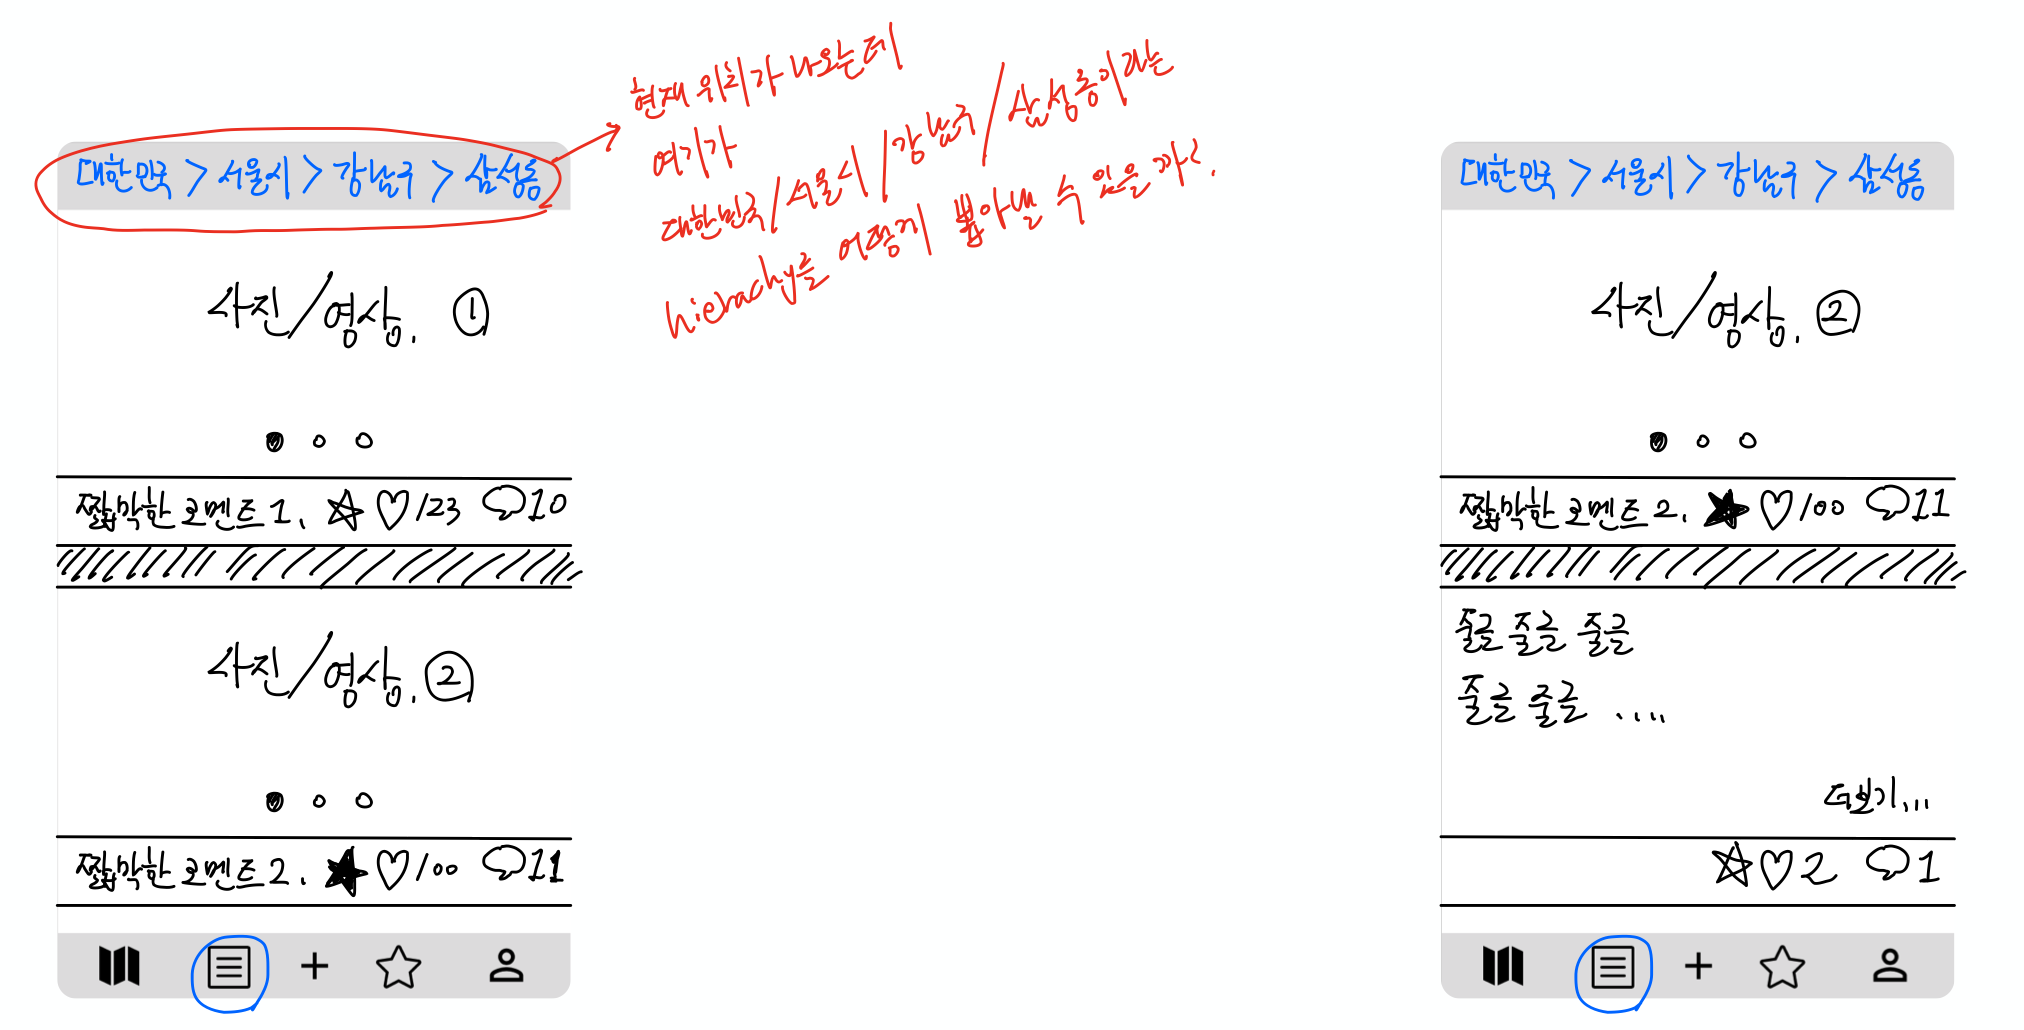 대한민국 > 서울시 > 강남구 > 삼성동
현재 위치가 나오는데
여기가
대한민국/서울시/강남구/삼성동이라는
hierachy를 어떻게 뽑아낼 수 있을까?
사진/영상. ①
짤막한 코멘트 1. 123 10
사진/영상. ②
짤막한 코멘트 2. 100 11
대한민국 > 서울시 > 강남구 > 삼성동
사진/영상. ②
짤막한 코멘트 2. 100 11
줄글 줄글 줄글
줄글 줄글 ....
더보기...
2 1